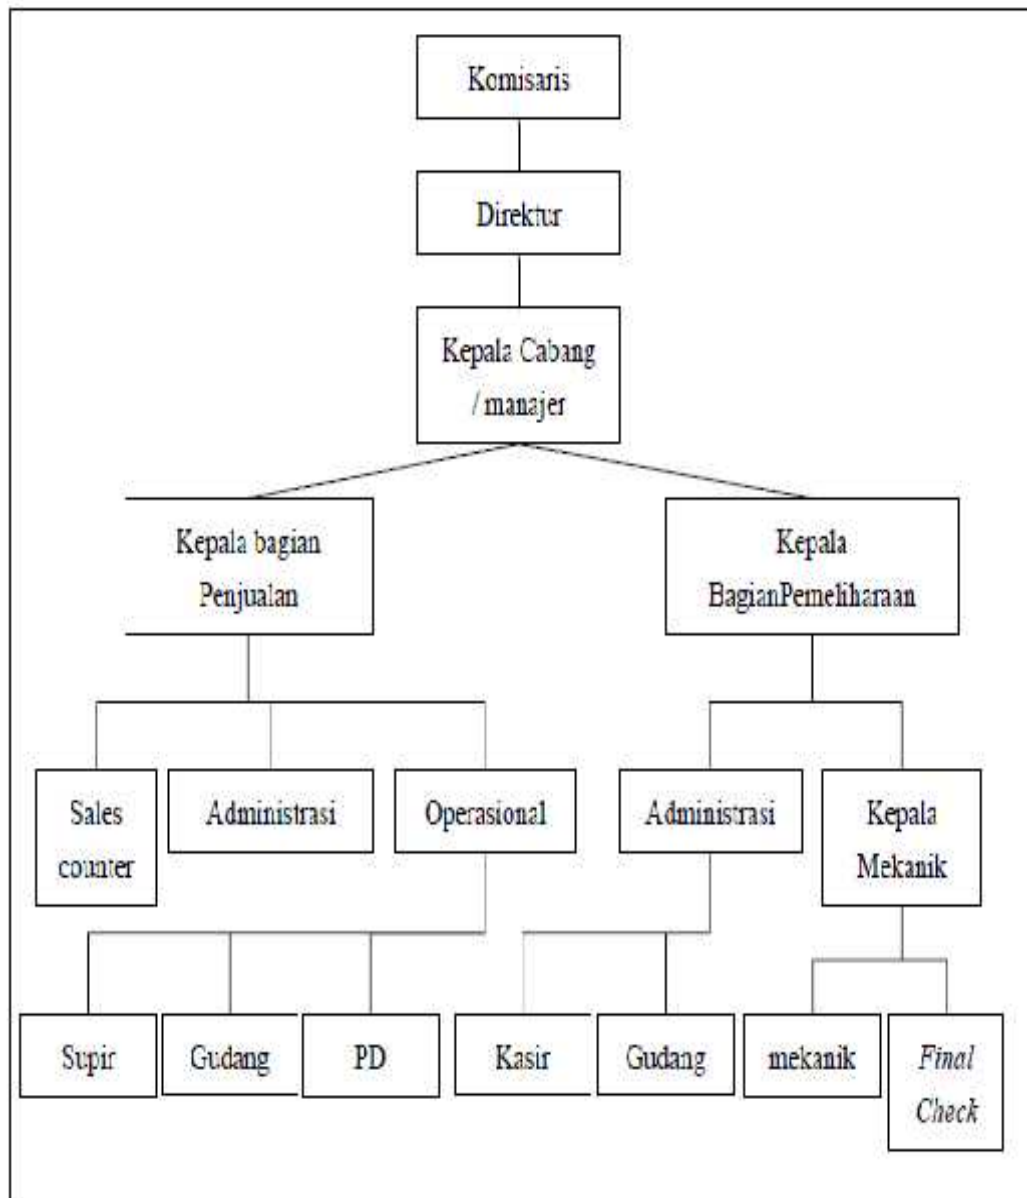 Komisaris
Direktur
Kepala Cabang
/ manajer
Kepala bagian
Penjualan
Kepala
BagianPemeliharaan
Sales
counter
Administrasi
Operasional
Administrasi
Kepala
Mekanik
Supir
Gudang
PD
Kasir
Gudang
mekanik
Final
Check